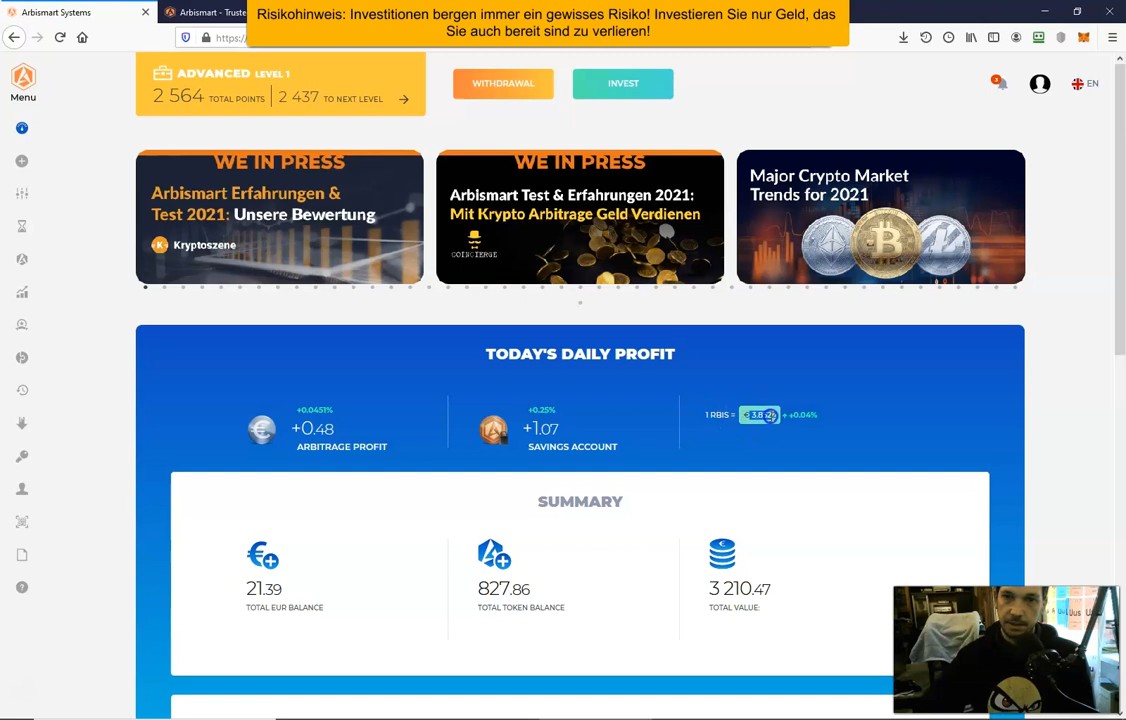 Arbismart Systems
Arbismart - Truste
Risikohinweis: Investitionen bergen immer ein gewisses Risiko! Investieren Sie nur Geld, das
Sie auch bereit sind zu verlieren!
https:/
Menu
ADVANCED LEVEL 1
2 564 TOTAL POINTS 2 437 TO NEXT LEVEL
WITHDRAWAL
INVEST
3
EN
WE IN PRESS
Arbismart Erfahrungen &
Test 2021: Unsere Bewertung
K Kryptoszene
WE IN PRESS
Arbismart Test & Erfahrungen 2021:
Mit Krypto Arbitrage Geld Verdienen
COINCIERGE
Major Crypto Market
Trends for 2021
TODAY'S DAILY PROFIT
+0.0451%
+0.48
ARBITRAGE PROFIT
+0.25%
+1.07
SAVINGS ACCOUNT
1 RBIS = +0.04%
SUMMARY
21.39
TOTAL EUR BALANCE
827.86
TOTAL TOKEN BALANCE
3 210.47
TOTAL VALUE: